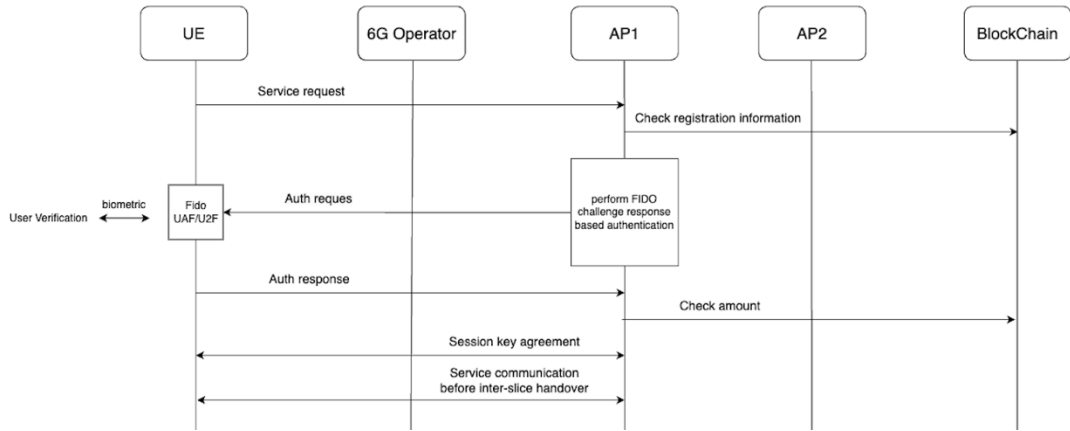 UE
6G Operator
AP1
AP2
BlockChain
Service request
Check registration information
User Verification
biometric
Fido
UAF/U2F
Auth reques
perform FIDO
challenge response
based authentication
Auth response
Check amount
Session key agreement
Service communication
before inter-slice handover